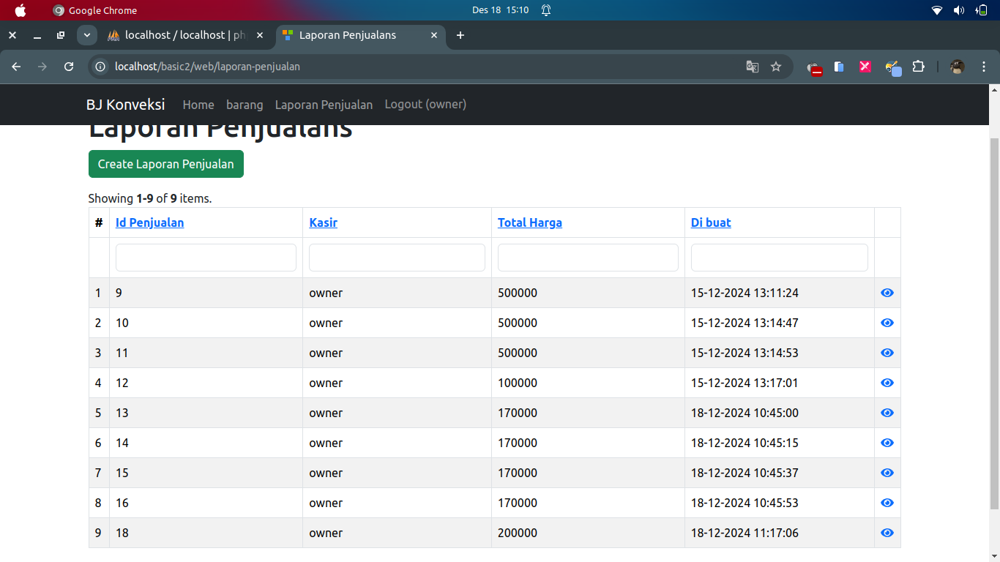 Google Chrome
Des 18 15:10
localhost / localhost | ph
Laporan Penjualans
localhost/basic2/web/laporan-penjualan
BJ Konveksi Home barang Laporan Penjualan Logout (owner)
Laporan Penjualans
Create Laporan Penjualan
Showing 1-9 of 9 items.
# Id Penjualan Kasir Total Harga Di buat
1 9 owner 500000 15-12-2024 13:11:24
2 10 owner 500000 15-12-2024 13:14:47
3 11 owner 500000 15-12-2024 13:14:53
4 12 owner 100000 15-12-2024 13:17:01
5 13 owner 170000 18-12-2024 10:45:00
6 14 owner 170000 18-12-2024 10:45:15
7 15 owner 170000 18-12-2024 10:45:37
8 16 owner 170000 18-12-2024 10:45:53
9 18 owner 200000 18-12-2024 11:17:06